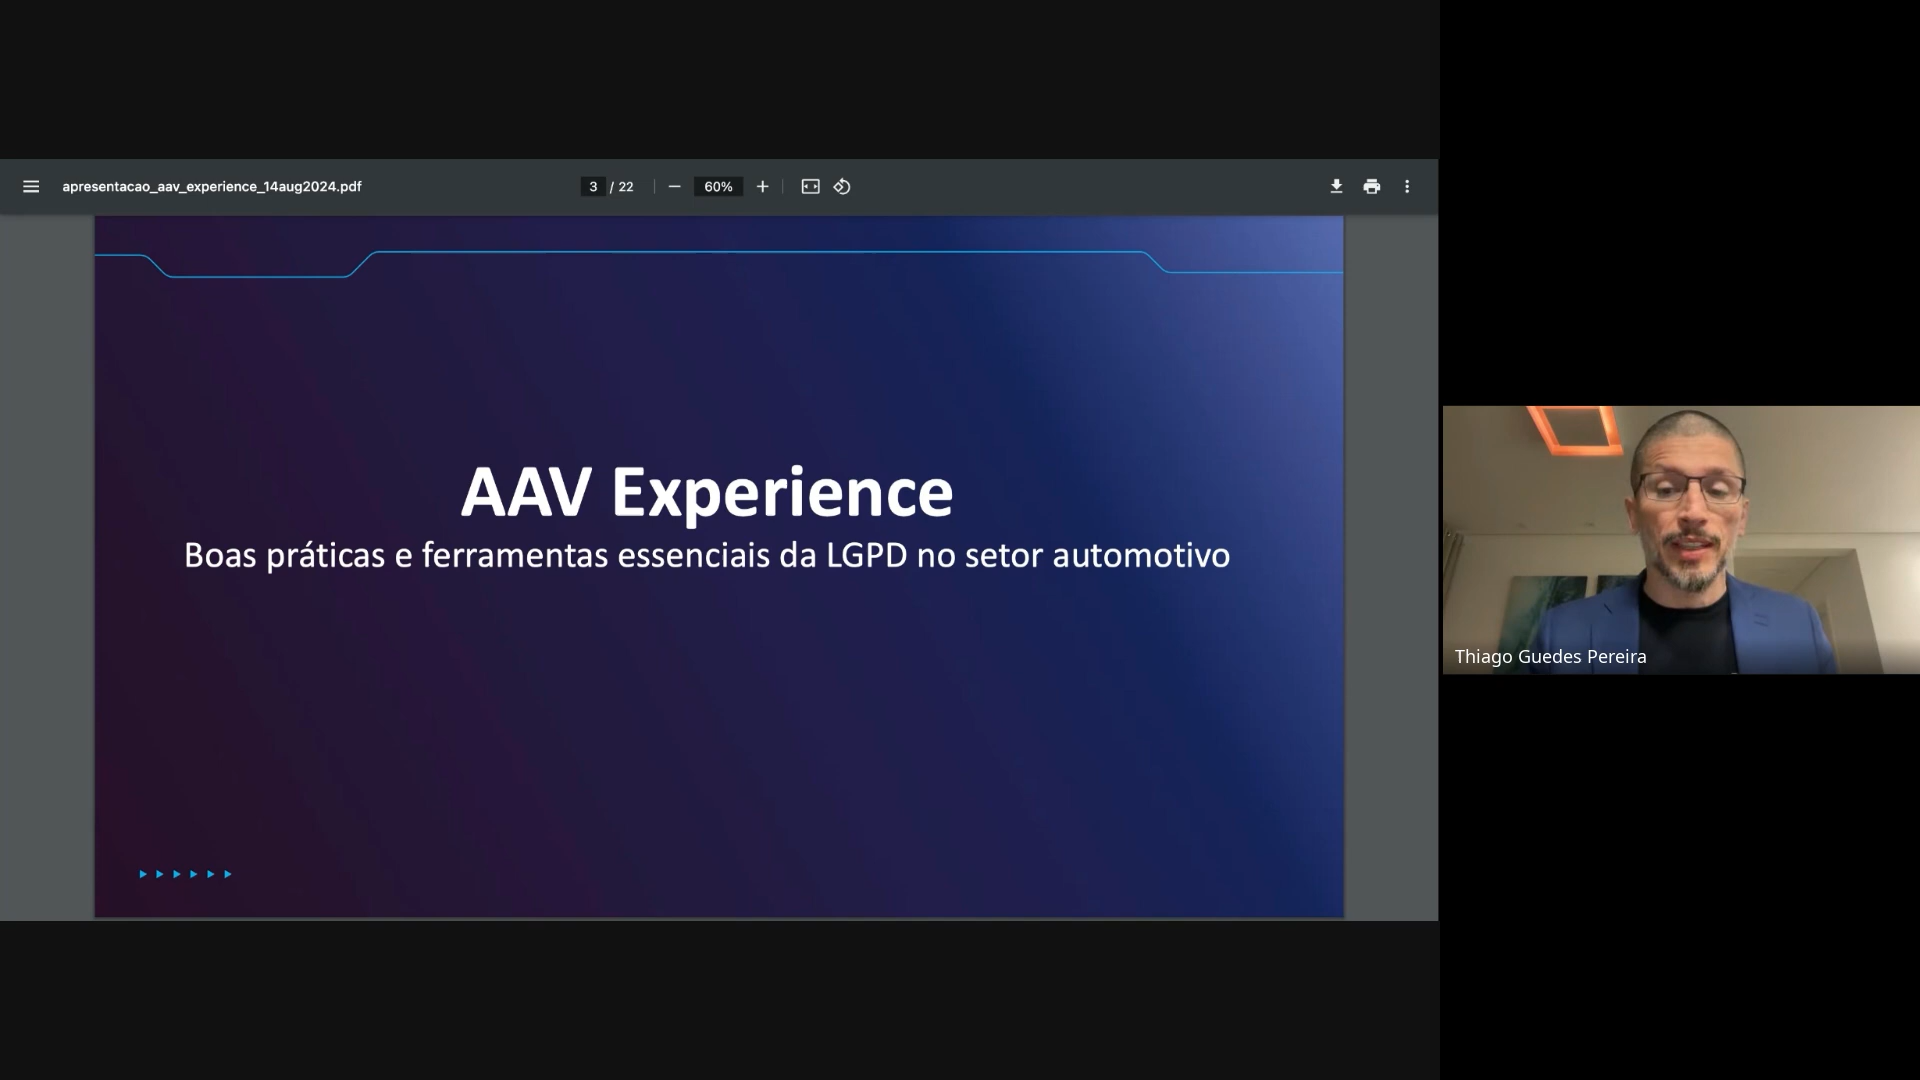 apresentacao_aav_experience_14aug2024.pdf
3 / 22
60%
AAV Experience
Boas práticas e ferramentas essenciais da LGPD no setor automotivo
Thiago Guedes Pereira